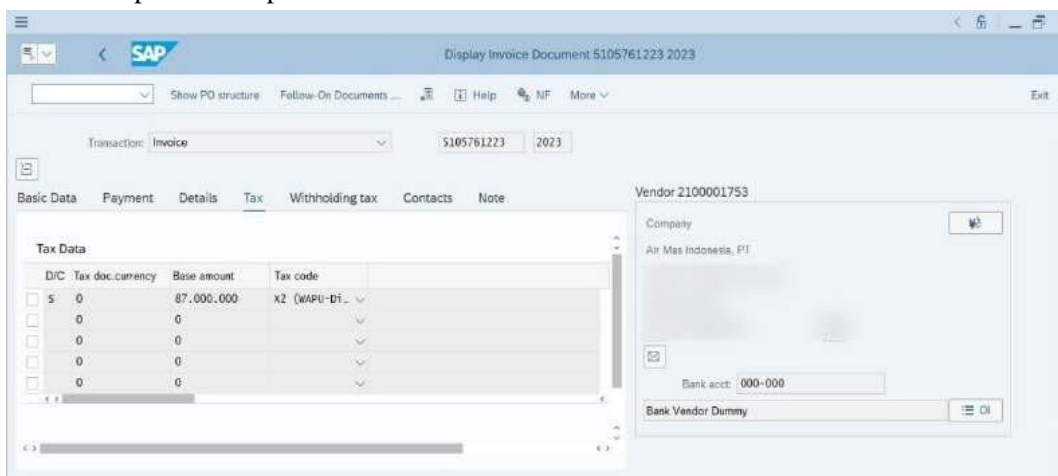 SAP
Display Invoice Document 5105761223 2023
Show PO structure Follow-On Documents ... Help NF More Exit
Transaction: Invoice 5105761223 2023
Basic Data Payment Details Tax Withholding tax Contacts Note
Vendor 2100001753
Company
Air Mas Indonesia, PT
Tax Data
D/C Tax doc.currency Base amount Tax code
S 0 87.000.000 X2 (WAPU-Di…
0 0
0 0
0 0
0 0
Bank acct: 000-000
Bank Vendor Dummy OI